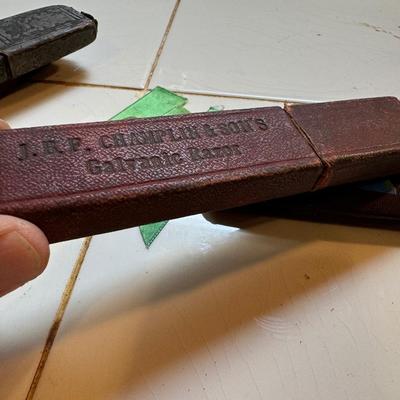 J. R F. CHAMPLIN & SON'S
Galvanic Razor